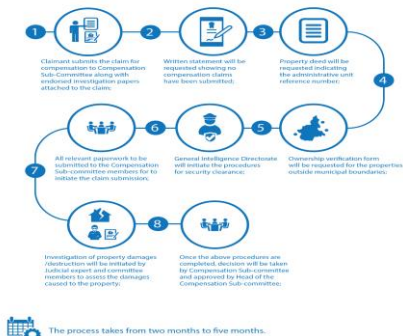 1
2
3
Claimant submits the claim for
compensation to Compensation
Sub-Committee along with
endorsed investigation papers
attached to the claim;
Written statement will be
requested showing no
compensation claims
have been submitted;
Property deed will be
requested indicating
the administrative unit
reference number;
4
5
Ownership verification form
will be requested for the properties
outside municipal boundaries;
General Intelligence Directorate
will initiate the procedures
for security clearance;
6
All relevant paperwork to be
submitted to the Compensation
Sub-committee members for to
initiate the claim submission;
7
Investigation of property damages
/destruction will be initiated by
Judicial expert and committee
members to assess the damages
caused to the property;
8
Once the above procedures are
completed, decision will be taken
by Compensation Sub-committee
and approved by Head of the
Compensation Sub-committee;
The process takes from two months to five months.